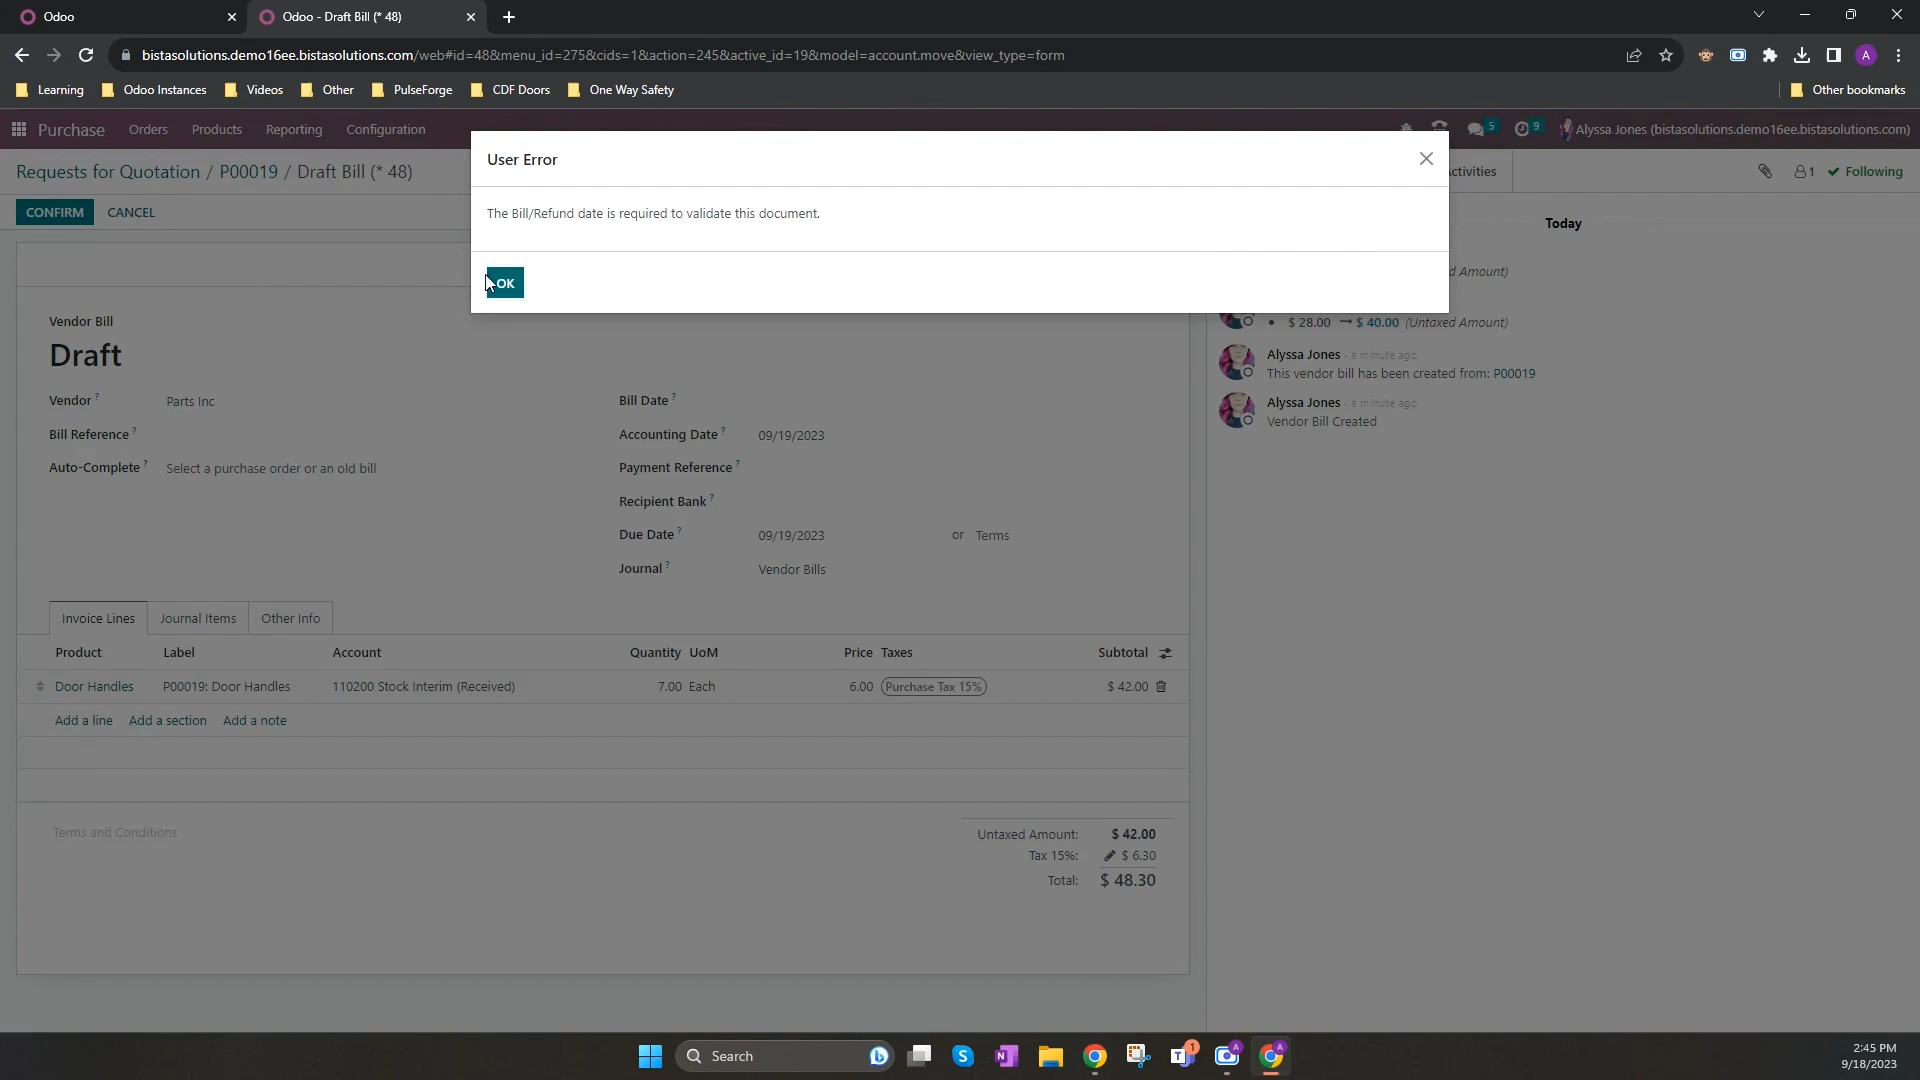 Odoo
Odoo - Draft Bill (* 48)
bistasolutions.demo16ee.bistasolutions.com/web#id=48&menu_id=275&cids=1&action=245&active_id=19&model=account.move&view_type=form
A
Learning Odoo Instances Videos Other PulseForge CDF Doors One Way Safety Other bookmarks
Purchase Orders Products Reporting Configuration 5 9 Alyssa Jones (bistasolutions.demo16ee.bistasolutions.com)
Requests for Quotation / P00019 / Draft Bill (* 48)
ctivities 1 Following
CONFIRM CANCEL
User Error
The Bill/Refund date is required to validate this document.
OK
Today
d Amount)
$ 28.00 → $ 40.00 (Untaxed Amount)
Alyssa Jones - a minute ago
This vendor bill has been created from: P00019
Alyssa Jones - a minute ago
Vendor Bill Created
Vendor Bill
Draft
Vendor ? Parts Inc
Bill Reference ?
Auto-Complete ? Select a purchase order or an old bill
Bill Date ?
Accounting Date ? 09/19/2023
Payment Reference ?
Recipient Bank ?
Due Date ? 09/19/2023 or Terms
Journal ? Vendor Bills
Invoice Lines Journal Items Other Info
Product Label Account Quantity UoM Price Taxes Subtotal
Door Handles P00019: Door Handles 110200 Stock Interim (Received) 7.00 Each 6.00 Purchase Tax 15% $ 42.00
Add a line Add a section Add a note
Terms and Conditions
Untaxed Amount: $ 42.00
Tax 15%: $ 6.30
Total: $ 48.30
Search
1
A
A
2:45 PM
9/18/2023